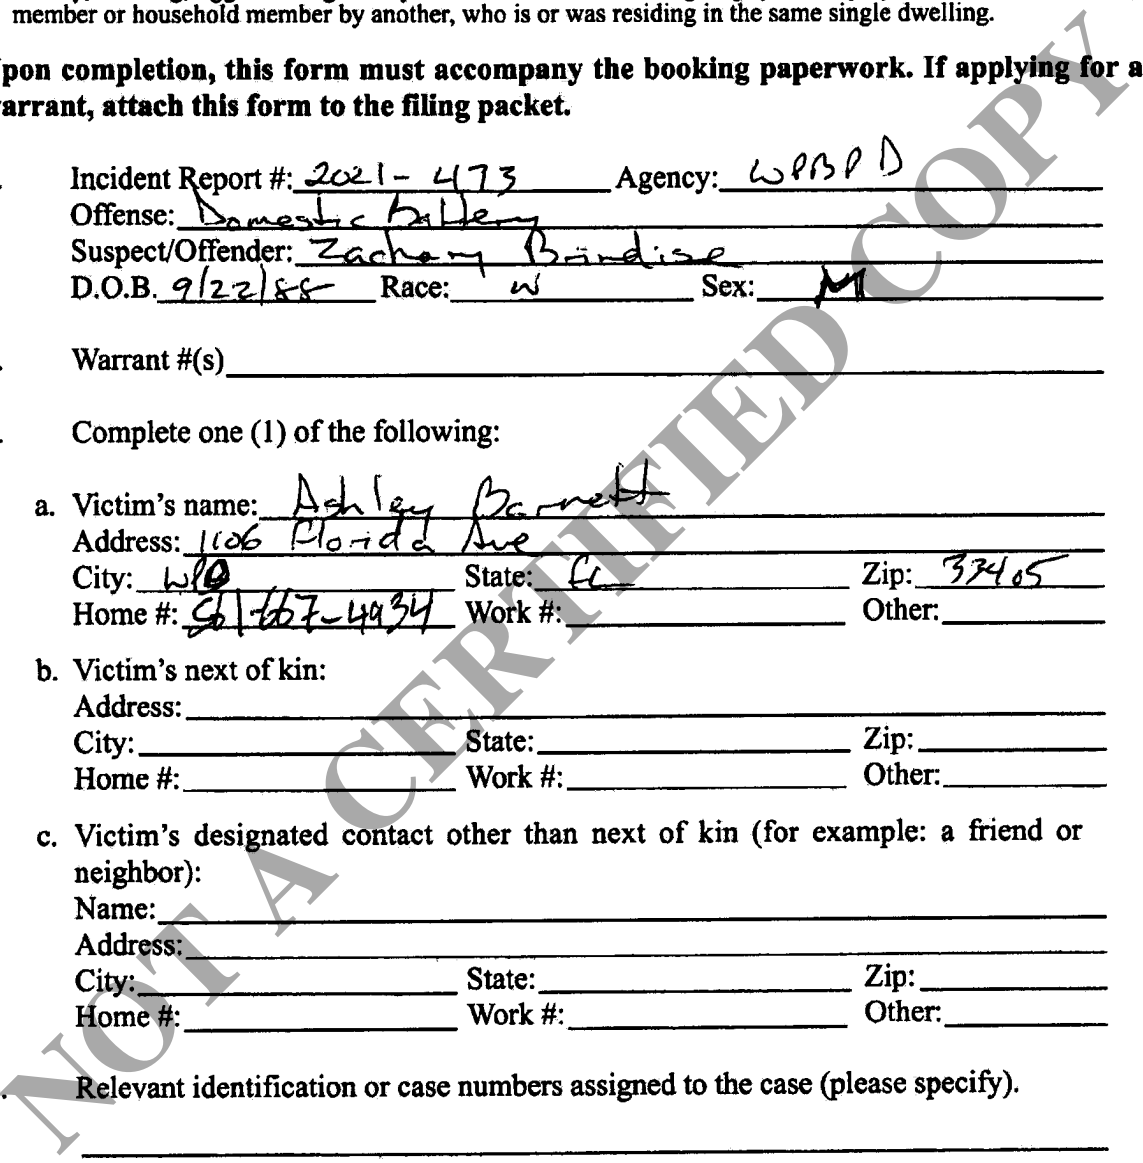 member or household member by another, who is or was residing in the same single dwelling.
pon completion, this form must accompany the booking paperwork. If applying for a
arrant, attach this form to the filing packet.
Incident Report #: 2021-473 Agency: WPBPD
Offense: Domestic Battery
Suspect/Offender: Zachary
D.O.B. 9/22/88 Race: W Sex: M
Warrant #(s)
Complete one (1) of the following:
a. Victim's name: Ashley Barnett
Address: 1106 Florida Ave
City: State: FL Zip: 33405
Home #: Work #: Other:
b. Victim's next of kin:
Address:
City: State: Zip:
Home #: Work #: Other:
c. Victim's designated contact other than next of kin (for example: a friend or
neighbor):
Name:
Address:
City: State: Zip:
Home #: Work #: Other:
Relevant identification or case numbers assigned to the case (please specify).
NOT A CERTIFIED COPY